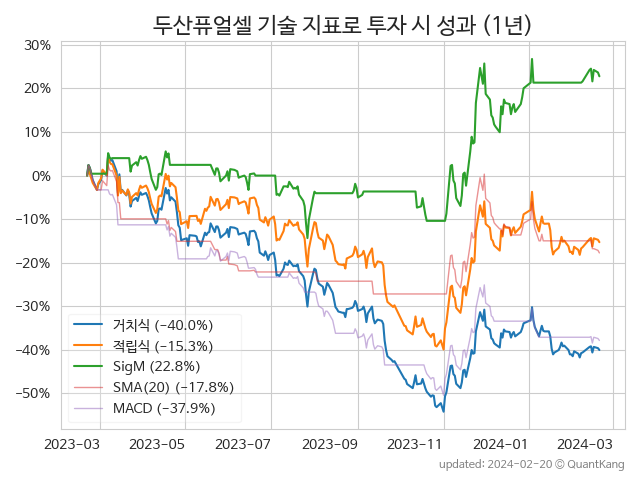 두산퓨얼셀 기술 지표로 투자 시 성과 (1년)
30%
20%
10%
0%
−10%
−20%
−30%
−40%
−50%
거치식 (−40.0%)
적립식 (−15.3%)
SigM (22.8%)
SMA(20) (−17.8%)
MACD (−37.9%)
2023-03 2023-05 2023-07 2023-09 2023-11 2024-01 2024-03
updated: 2024-02-20 ⓒ QuantKang